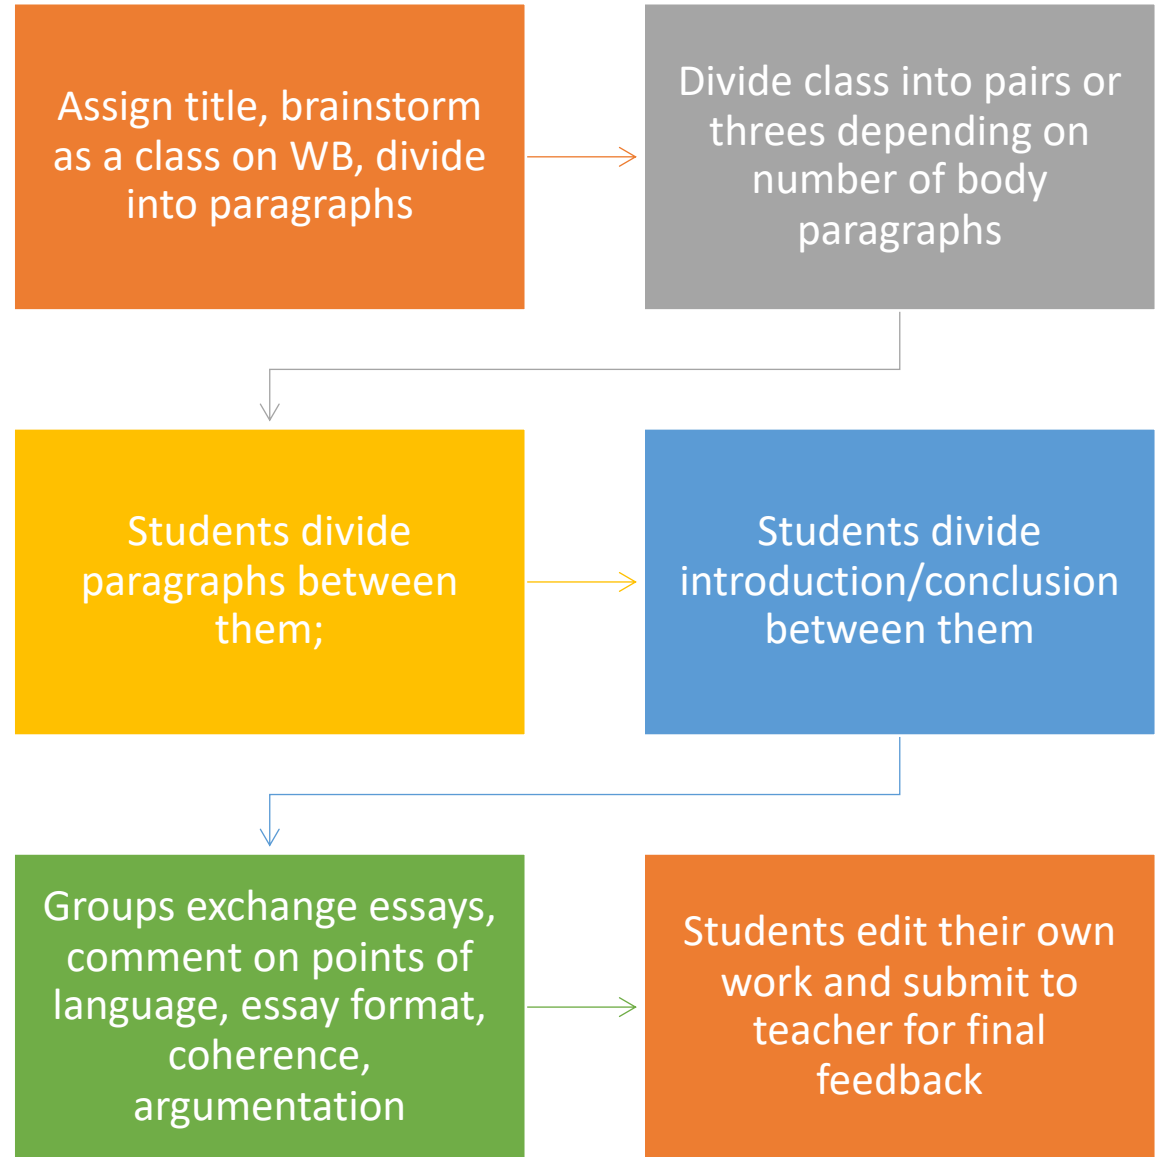 Assign title, brainstorm
as a class on WB, divide
into paragraphs
Divide class into pairs or
threes depending on
number of body
paragraphs
Students divide
paragraphs between
them;
Students divide
introduction/conclusion
between them
Groups exchange essays,
comment on points of
language, essay format,
coherence,
argumentation
Students edit their own
work and submit to
teacher for final
feedback